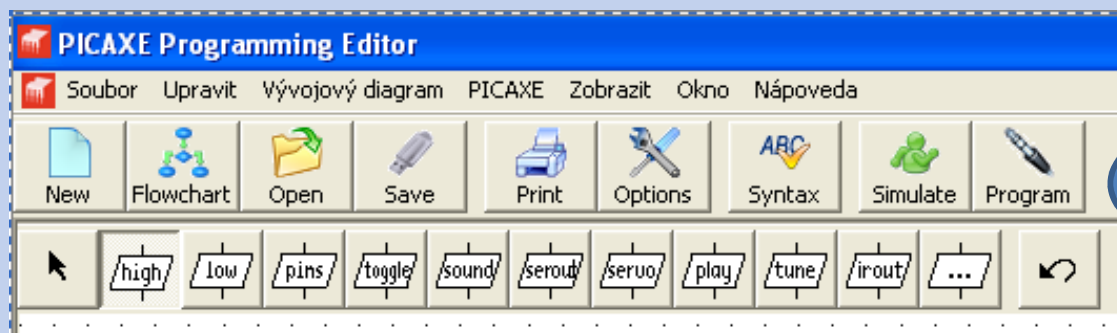 PICAXE Programming Editor
Soubor Upravit Vývojový diagram PICAXE Zobrazit Okno Nápoveda
ABC
New Flowchart Open Save Print Options Syntax Simulate Program
high low pins toggle sound serout servo play tune irout ...